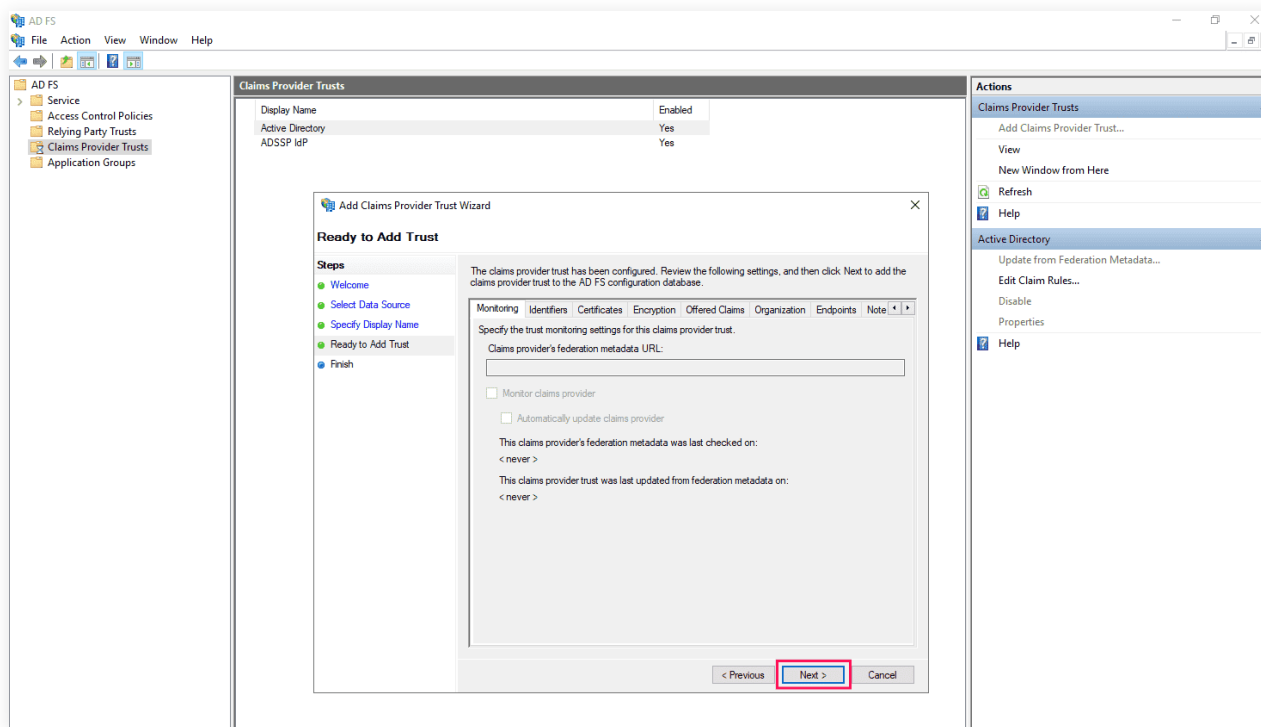 AD FS
File Action View Window Help
AD FS
Service
Access Control Policies
Relying Party Trusts
Claims Provider Trusts
Application Groups
Claims Provider Trusts
Display Name Enabled
Active Directory Yes
ADSSP IdP Yes
Add Claims Provider Trust Wizard
Ready to Add Trust
Steps
Welcome
Select Data Source
Specify Display Name
Ready to Add Trust
Finish
The claims provider trust has been configured. Review the following settings, and then click Next to add the
claims provider trust to the AD FS configuration database.
Monitoring Identifiers Certificates Encryption Offered Claims Organization Endpoints Note
Specify the trust monitoring settings for this claims provider trust.
Claims provider's federation metadata URL:
Monitor claims provider
Automatically update claims provider
This claims provider's federation metadata was last checked on:
< never >
This claims provider trust was last updated from federation metadata on:
< never >
< Previous Next > Cancel
Actions
Claims Provider Trusts
Add Claims Provider Trust...
View
New Window from Here
Refresh
Help
Active Directory
Update from Federation Metadata...
Edit Claim Rules...
Disable
Properties
Help